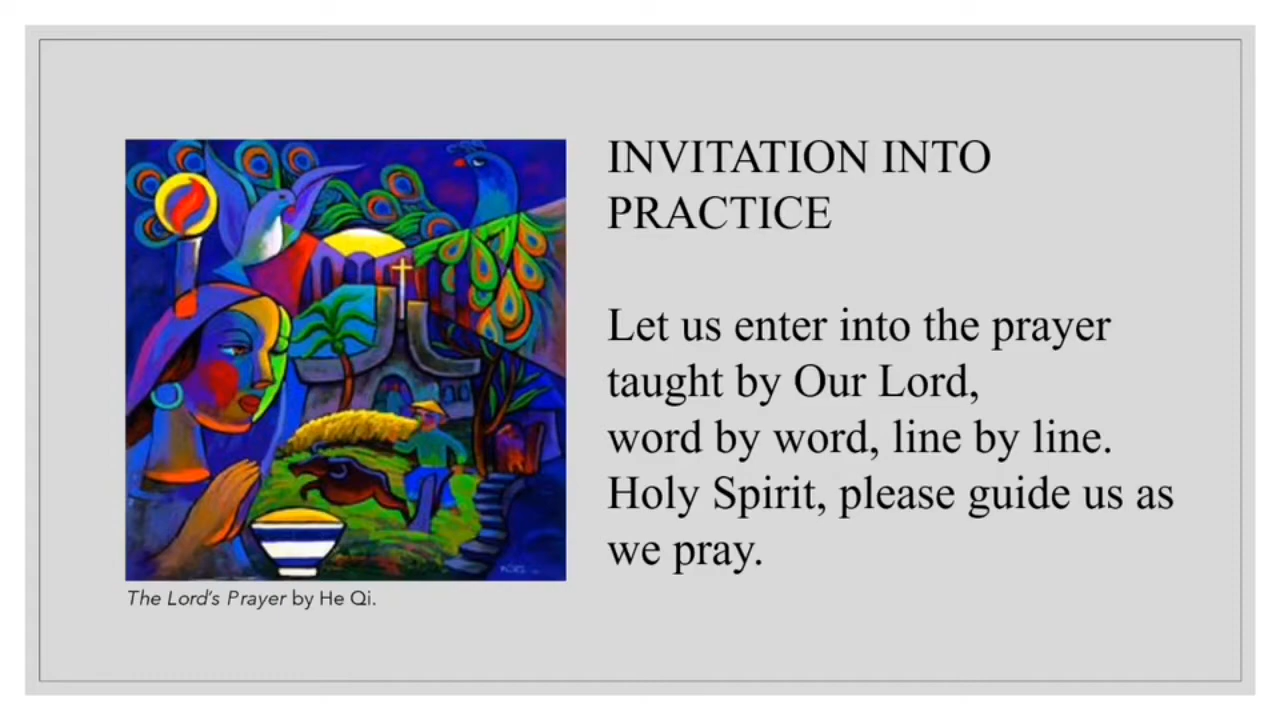 INVITATION INTO
PRACTICE
Let us enter into the prayer
taught by Our Lord,
word by word, line by line.
Holy Spirit, please guide us as
we pray.
The Lord's Prayer by He Qi.